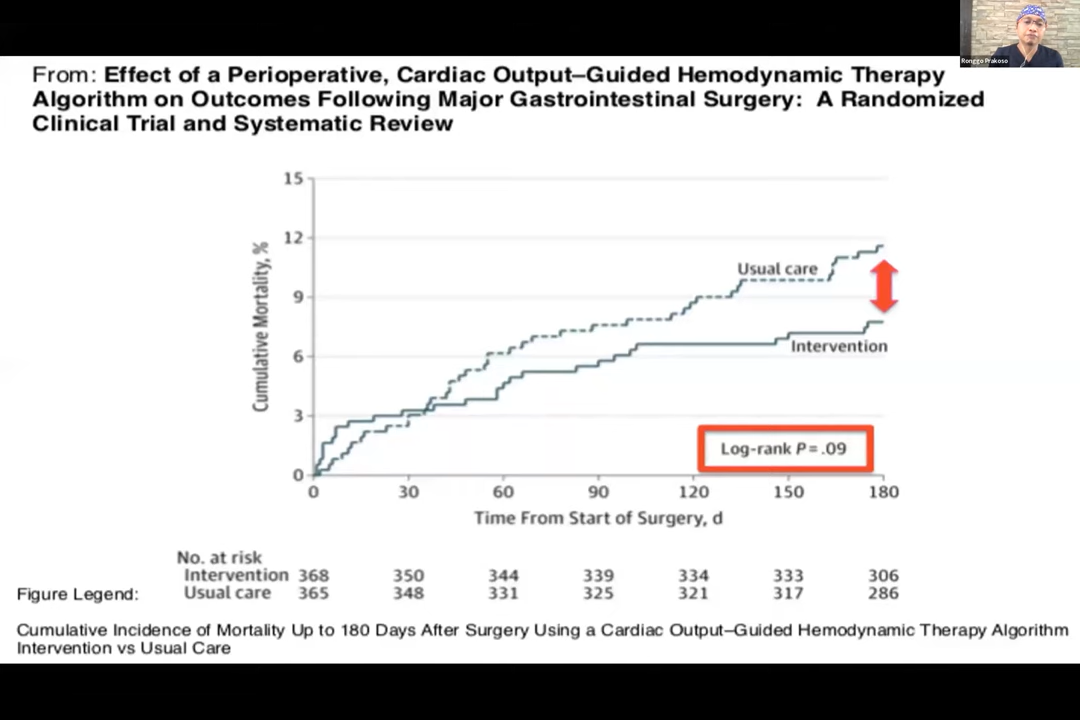 Ronggo Prakoso
From: Effect of a Perioperative, Cardiac Output–Guided Hemodynamic Therapy
Algorithm on Outcomes Following Major Gastrointestinal Surgery: A Randomized
Clinical Trial and Systematic Review
15
12
9
6
3
0
Cumulative Mortality, %
Usual care
Intervention
Log-rank P = .09
0 30 60 90 120 150 180
Time From Start of Surgery, d
No. at risk
Intervention 368 350 344 339 334 333 306
Figure Legend: Usual care 365 348 331 325 321 317 286
Cumulative Incidence of Mortality Up to 180 Days After Surgery Using a Cardiac Output–Guided Hemodynamic Therapy Algorithm
Intervention vs Usual Care